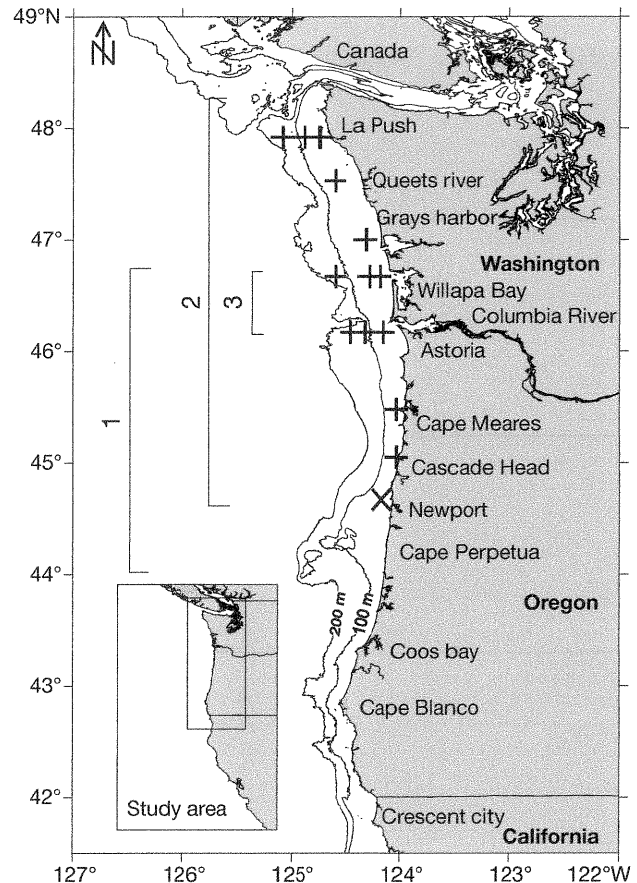 49°N
N
Canada
48°
La Push
Queets river
Grays harbor
47°
Washington
2
3
Willapa Bay
Columbia River
46°
Astoria
1
Cape Meares
45°
Cascade Head
Newport
Cape Perpetua
44°
Oregon
200 m
100 m
Coos bay
43°
Cape Blanco
42°
Study area
Crescent city
California
127°
126°
125°
124°
123°
122°W